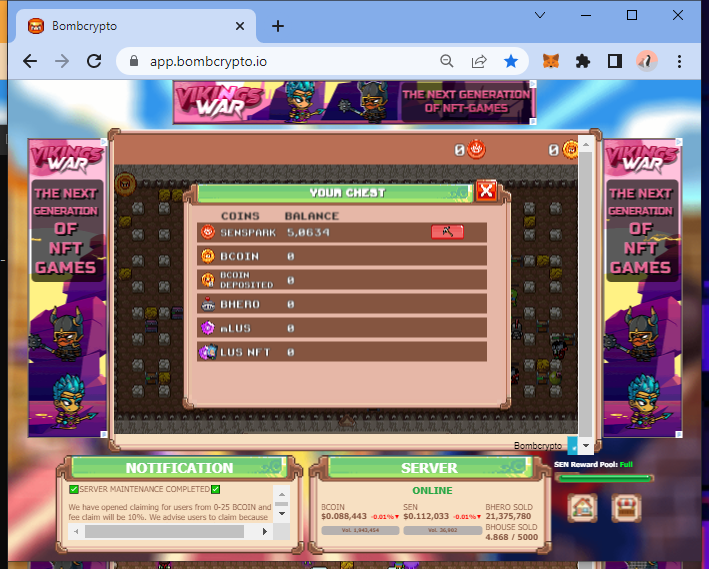 Bombcrypto
app.bombcrypto.io
VIKINGS WAR
THE NEXT GENERATION
OF NFT-GAMES
VIKINGS
WAR
THE NEXT
GENERATION
OF
NFT
GAMES
0
0
YOUR CHEST
COINS BALANCE
SENSPARK 5,0634
BCOIN 0
BCOIN
DEPOSITED 0
BHERO 0
mLUS 0
LUS NFT 0
VIKINGS
WAR
THE NEXT
GENERATION
OF
NFT
GAMES
Bombcrypto
NOTIFICATION
✅SERVER MAINTENANCE COMPLETED✅
We have opened claiming for users from 0-25 BCOIN and
fee claim will be 10%. We advise users to claim because
SERVER
ONLINE
BCOIN SEN BHERO SOLD
$0.088,443 -0.01%▼ $0.112,033 -0.01%▼ 21,375,780
BHOUSE SOLD
4.868 / 5000
SEN Reward Pool: Full